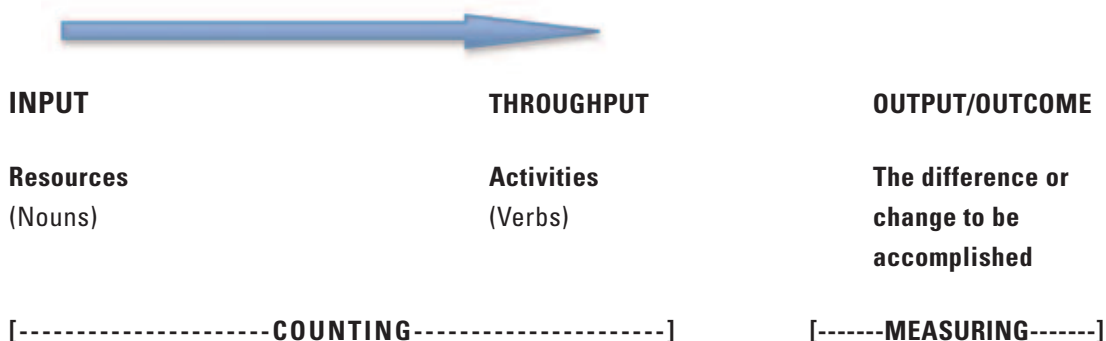 INPUT THROUGHPUT OUTPUT/OUTCOME
Resources Activities The difference or
(Nouns) (Verbs) change to be
accomplished
[----------------------COUNTING----------------------] [-------MEASURING-------]